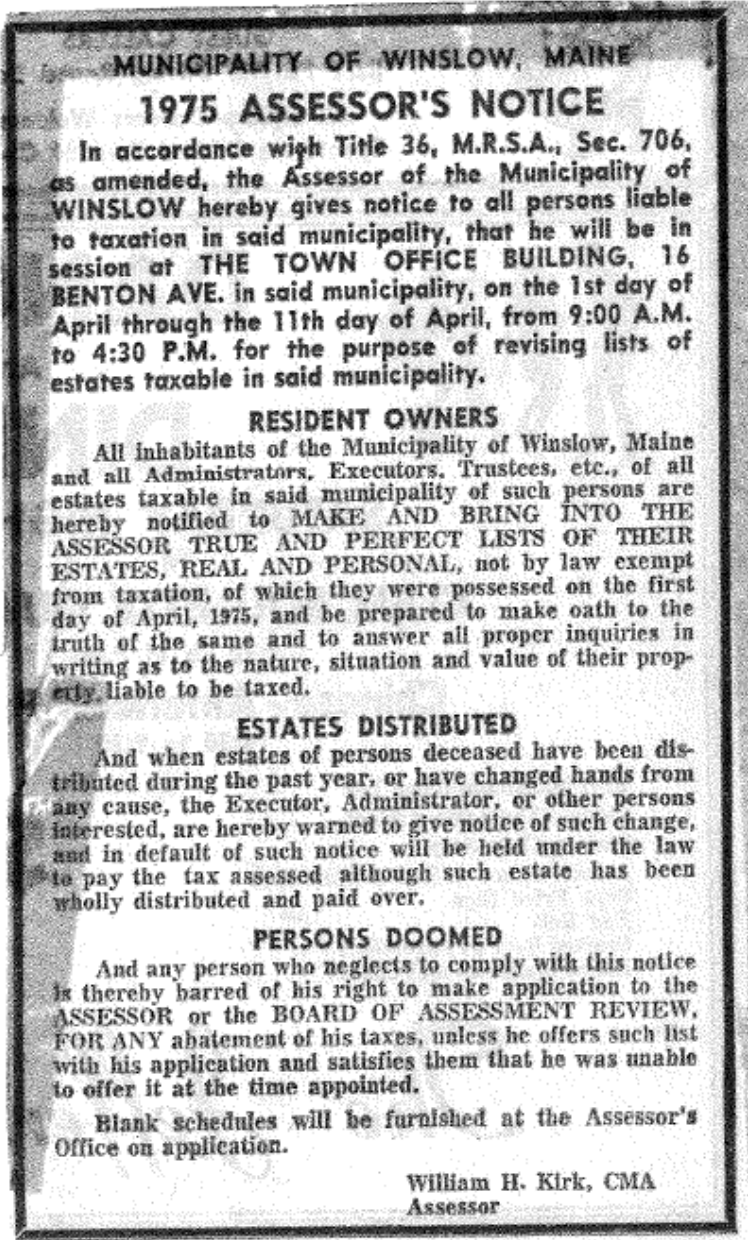 MUNICIPALITY OF WINSLOW, MAINE
1975 ASSESSOR'S NOTICE
In accordance with Title 36, M.R.S.A., Sec. 706,
as amended, the Assessor of the Municipality of
WINSLOW hereby gives notice to all persons liable
to taxation in said municipality, that he will be in
session at THE TOWN OFFICE BUILDING, 16
BENTON AVE. in said municipality, on the 1st day of
April through the 11th day of April, from 9:00 A.M.
to 4:30 P.M. for the purpose of revising lists of
estates taxable in said municipality.
RESIDENT OWNERS
All inhabitants of the Municipality of Winslow, Maine
and all Administrators, Executors, Trustees, etc., of all
estates taxable in said municipality of such persons are
hereby notified to MAKE AND BRING INTO THE
ASSESSOR TRUE AND PERFECT LISTS OF THEIR
ESTATES, REAL AND PERSONAL, not by law exempt
from taxation, of which they were possessed on the first
day of April, 1975, and be prepared to make oath to the
truth of the same and to answer all proper inquiries in
writing as to the nature, situation and value of their prop-
erty liable to be taxed.
ESTATES DISTRIBUTED
And when estates of persons deceased have been dis-
tributed during the past year, or have changed hands from
any cause, the Executor, Administrator, or other persons
interested, are hereby warned to give notice of such change,
and in default of such notice will be held under the law
to pay the tax assessed although such estate has been
wholly distributed and paid over.
PERSONS DOOMED
And any person who neglects to comply with this notice
is thereby barred of his right to make application to the
ASSESSOR or the BOARD OF ASSESSMENT REVIEW,
FOR ANY abatement of his taxes, unless he offers such list
with his application and satisfies them that he was unable
to offer it at the time appointed.
Blank schedules will be furnished at the Assessor's
Office on application.
William H. Kirk, CMA
Assessor